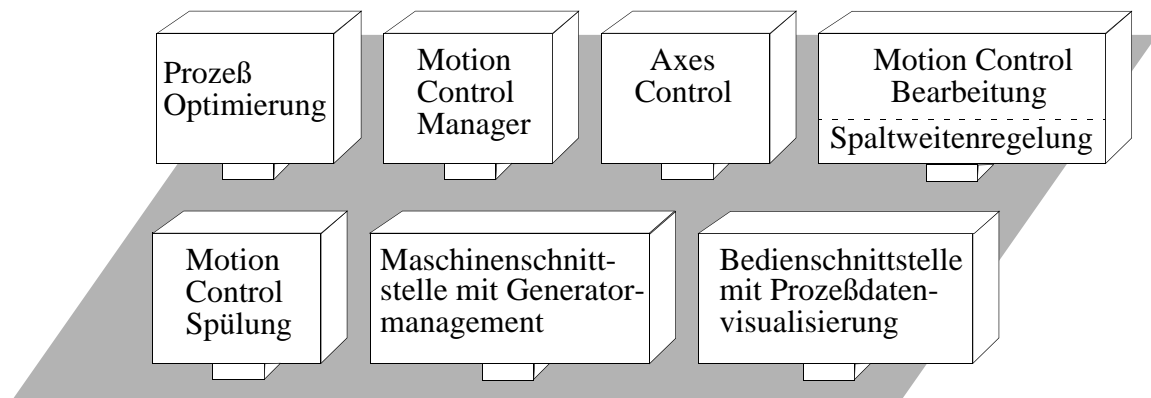 Prozeß
Optimierung
Motion
Control
Manager
Axes
Control
Motion Control
Bearbeitung
Spaltweitenregelung
Motion
Control
Spülung
Maschinenschnitt-
stelle mit Generator-
management
Bedienschnittstelle
mit Prozeßdaten-
visualisierung